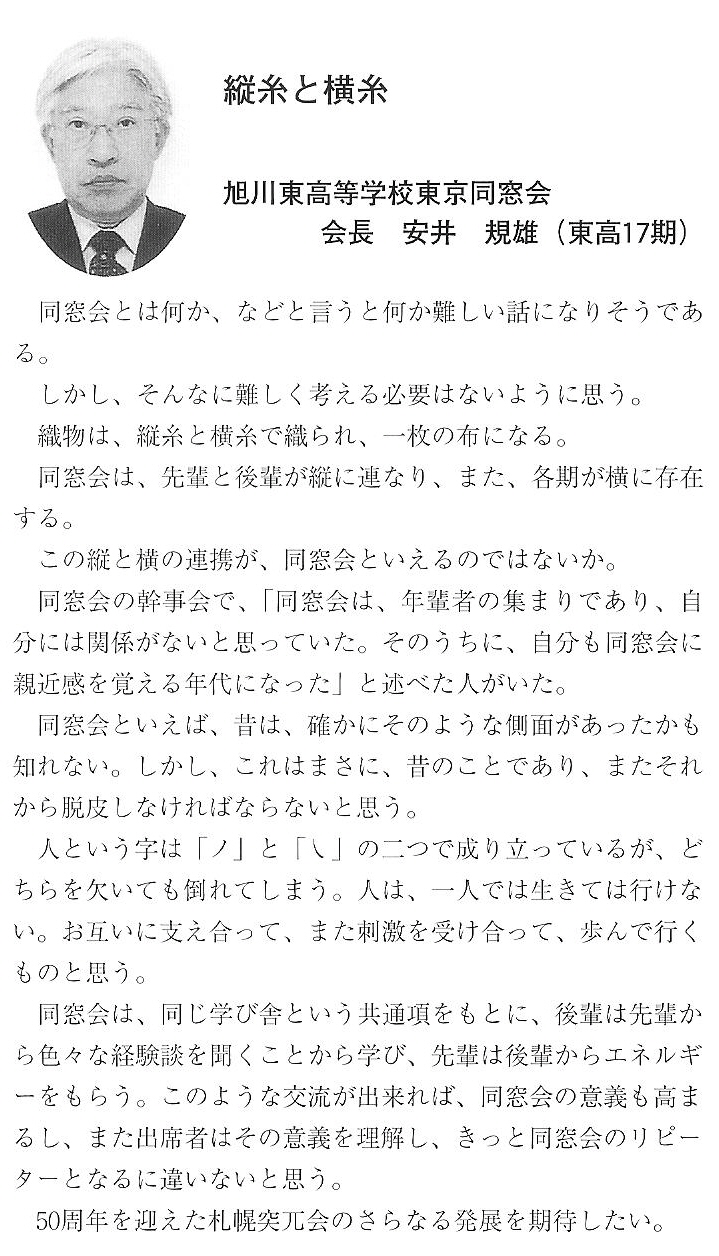 縦糸と横糸
旭川東高等学校東京同窓会
会長　安井　規雄（東高17期）
　同窓会とは何か、などと言うと何か難しい話になりそうであ
る。
　しかし、そんなに難しく考える必要はないように思う。
　織物は、縦糸と横糸で織られ、一枚の布になる。
　同窓会は、先輩と後輩が縦に連なり、また、各期が横に存在
する。
　この縦と横の連携が、同窓会といえるのではないか。
　同窓会の幹事会で、「同窓会は、年輩者の集まりであり、自
分には関係がないと思っていた。そのうちに、自分も同窓会に
親近感を覚える年代になった」と述べた人がいた。
　同窓会といえば、昔は、確かにそのような側面があったかも
知れない。しかし、これはまさに、昔のことであり、またそれ
から脱皮しなければならないと思う。
　人という字は「ノ」と「乀」の二つで成り立っているが、ど
ちらを欠いても倒れてしまう。人は、一人では生きては行けな
い。お互いに支え合って、また刺激を受け合って、歩んで行く
ものと思う。
　同窓会は、同じ学び舎という共通項をもとに、後輩は先輩か
ら色々な経験談を聞くことから学び、先輩は後輩からエネルギ
ーをもらう。このような交流が出来れば、同窓会の意義も高ま
るし、また出席者はその意義を理解し、きっと同窓会のリピー
ターとなるに違いないと思う。
　50周年を迎えた札幌突兀会のさらなる発展を期待したい。